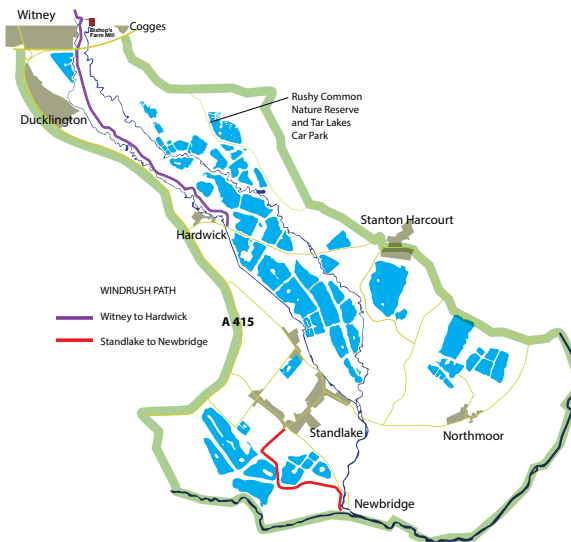 Witney
Bishop's
Farm Mill
Cogges
Rushy Common
Nature Reserve
and Tar Lakes
Car Park
Ducklington
Stanton Harcourt
Hardwick
WINDRUSH PATH
Witney to Hardwick
A 415
Standlake to Newbridge
Standlake
Northmoor
Newbridge